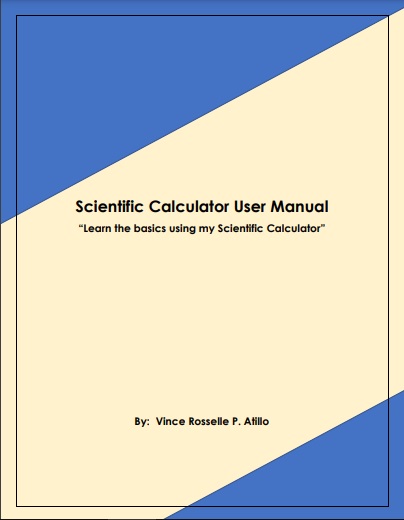 Scientific Calculator User Manual
“Learn the basics using my Scientific Calculator”
By:  Vince Rosselle P. Atillo